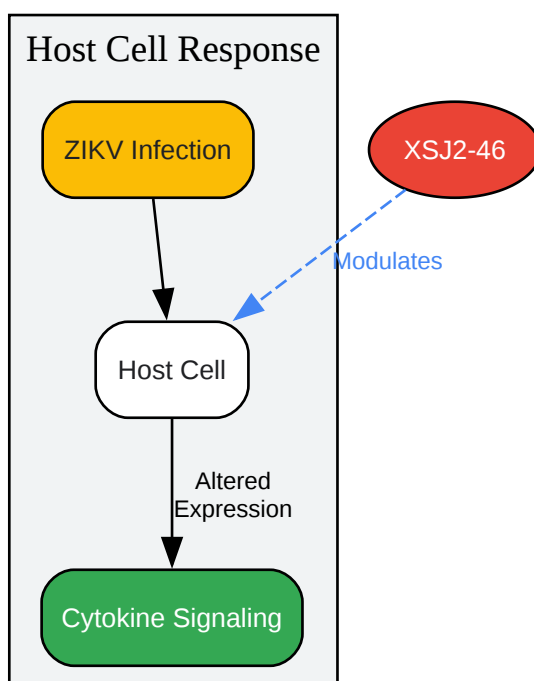 Host Cell Response
ZIKV Infection
XSJ2-46
Modulates
Host Cell
Altered
Expression
Cytokine Signaling